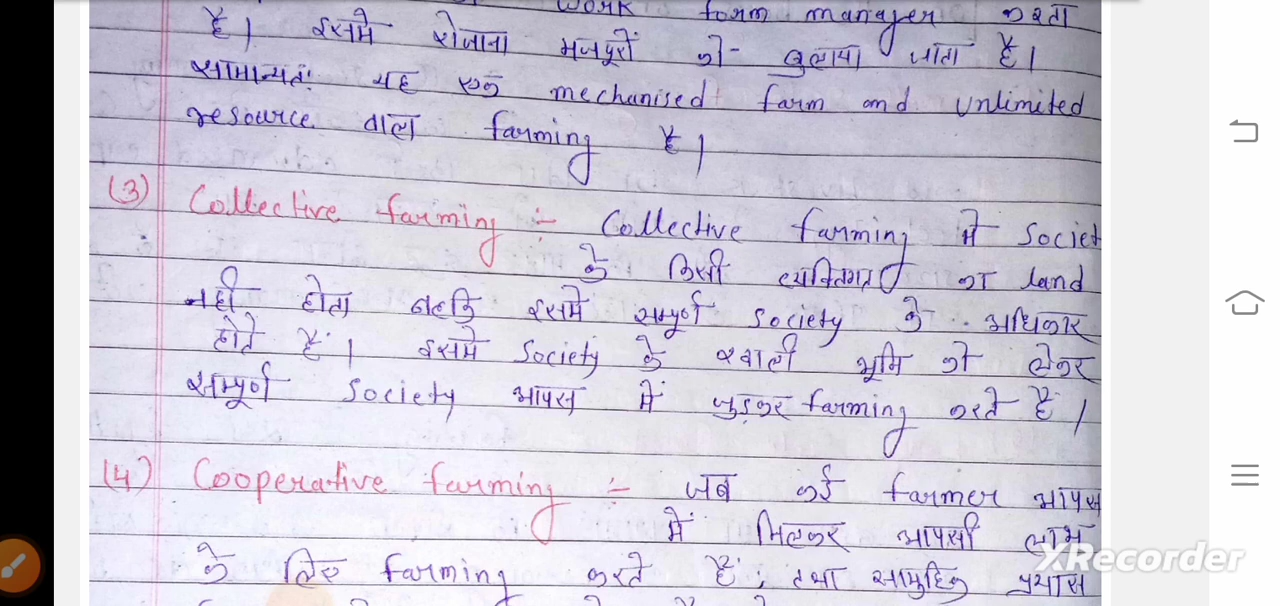 work farm manager करता
है। इसमे रोजाना मजदूरों को बुलाया जाता है।
सामान्यतः यह एक mechanised farm and unlimited
resource वाला farming है।
(3) Collective farming :- Collective farming में societ
के किसी व्यक्तिगत का land
नही होता बल्कि इसमे सम्पूर्ण society के अधिकार
होते हैं। इसमे society के खाली भूमि को लेकर
सम्पूर्ण society आपस में जुड़कर farming करते हैं।
(4) Cooperative farming :- जब कई farmer आपस
में मिलकर आपसी लाभ
के लिए farming करते हैं, तथा सामुहिक प्रयास
XRecorder